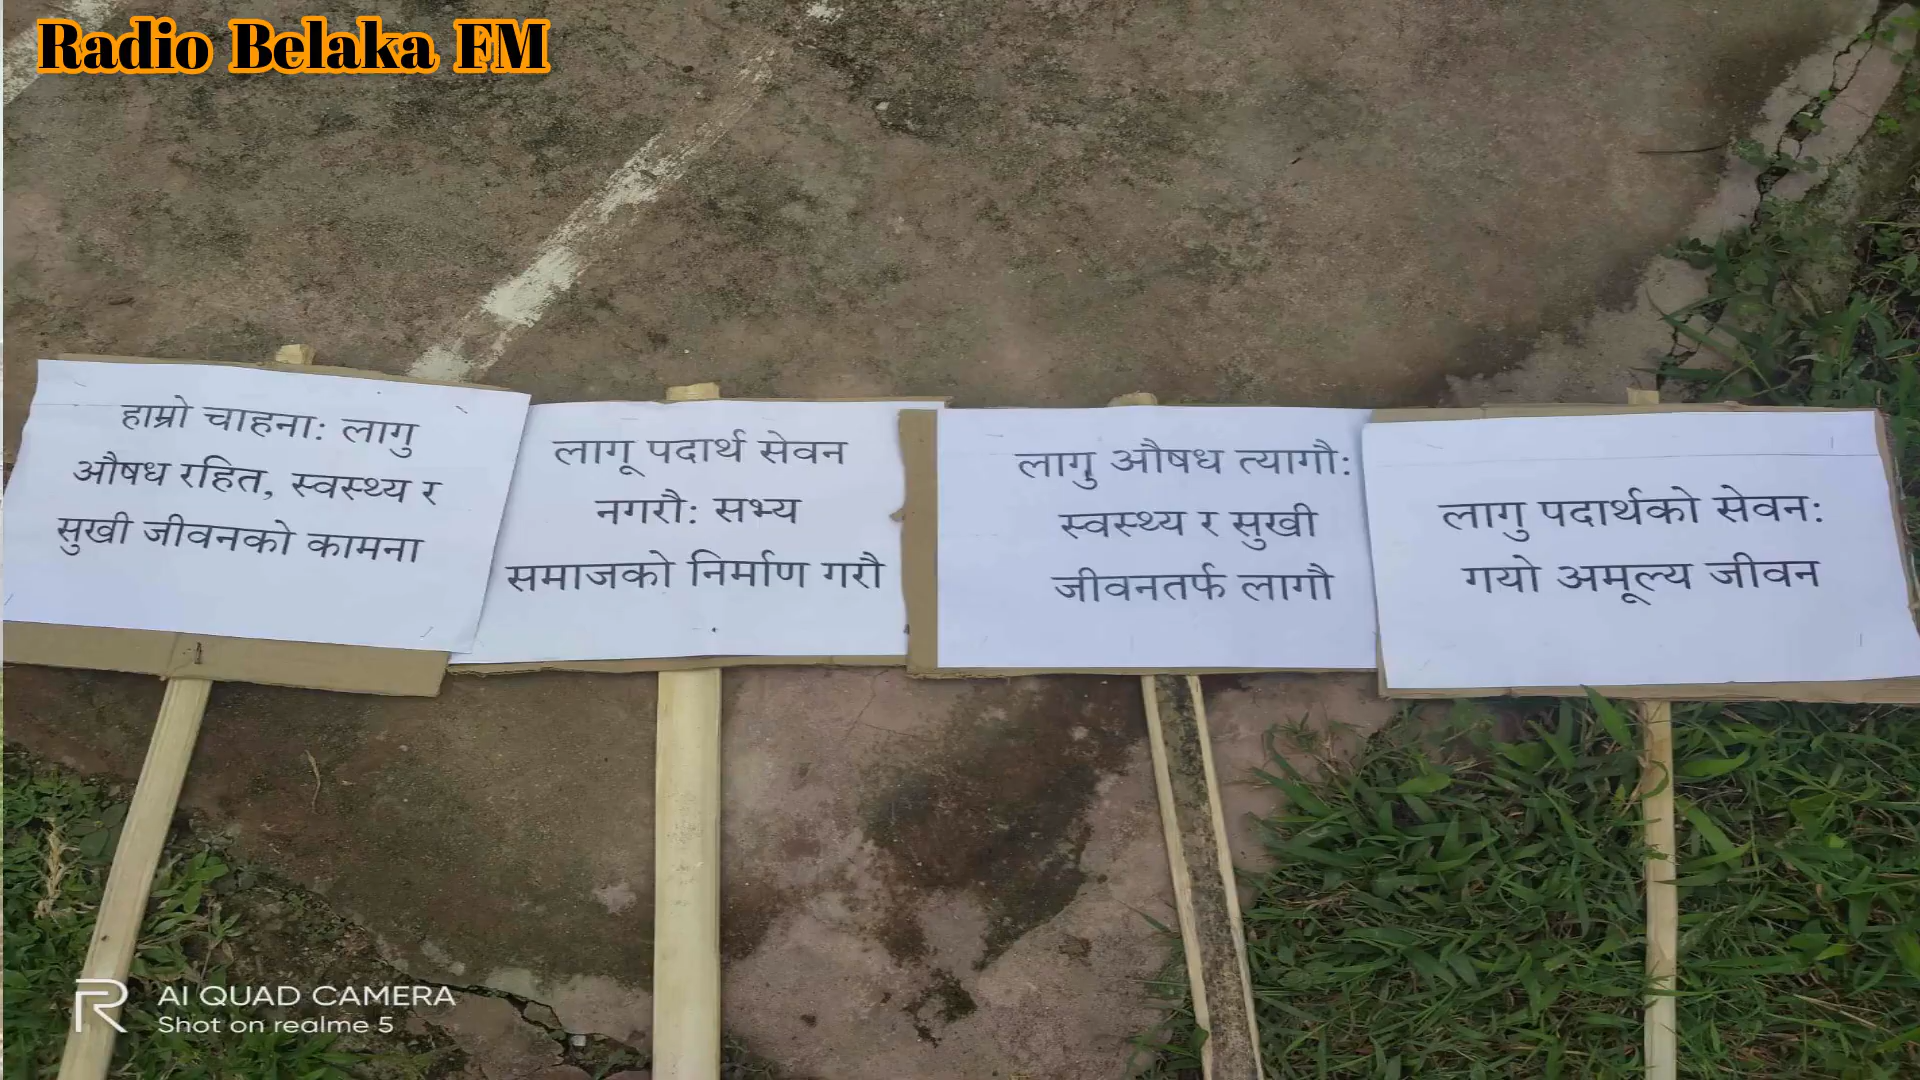 Radio Belaka FM
हाम्रो चाहना: लागु
औषध रहित, स्वस्थ्य र
सुखी जीवनको कामना
लागू पदार्थ सेवन
नगरौ: सभ्य
समाजको निर्माण गरौ
लागु औषध त्यागौ:
स्वस्थ्य र सुखी
जीवनतर्फ लागौ
लागु पदार्थको सेवन:
गयो अमूल्य जीवन
AI QUAD CAMERA
Shot on realme 5